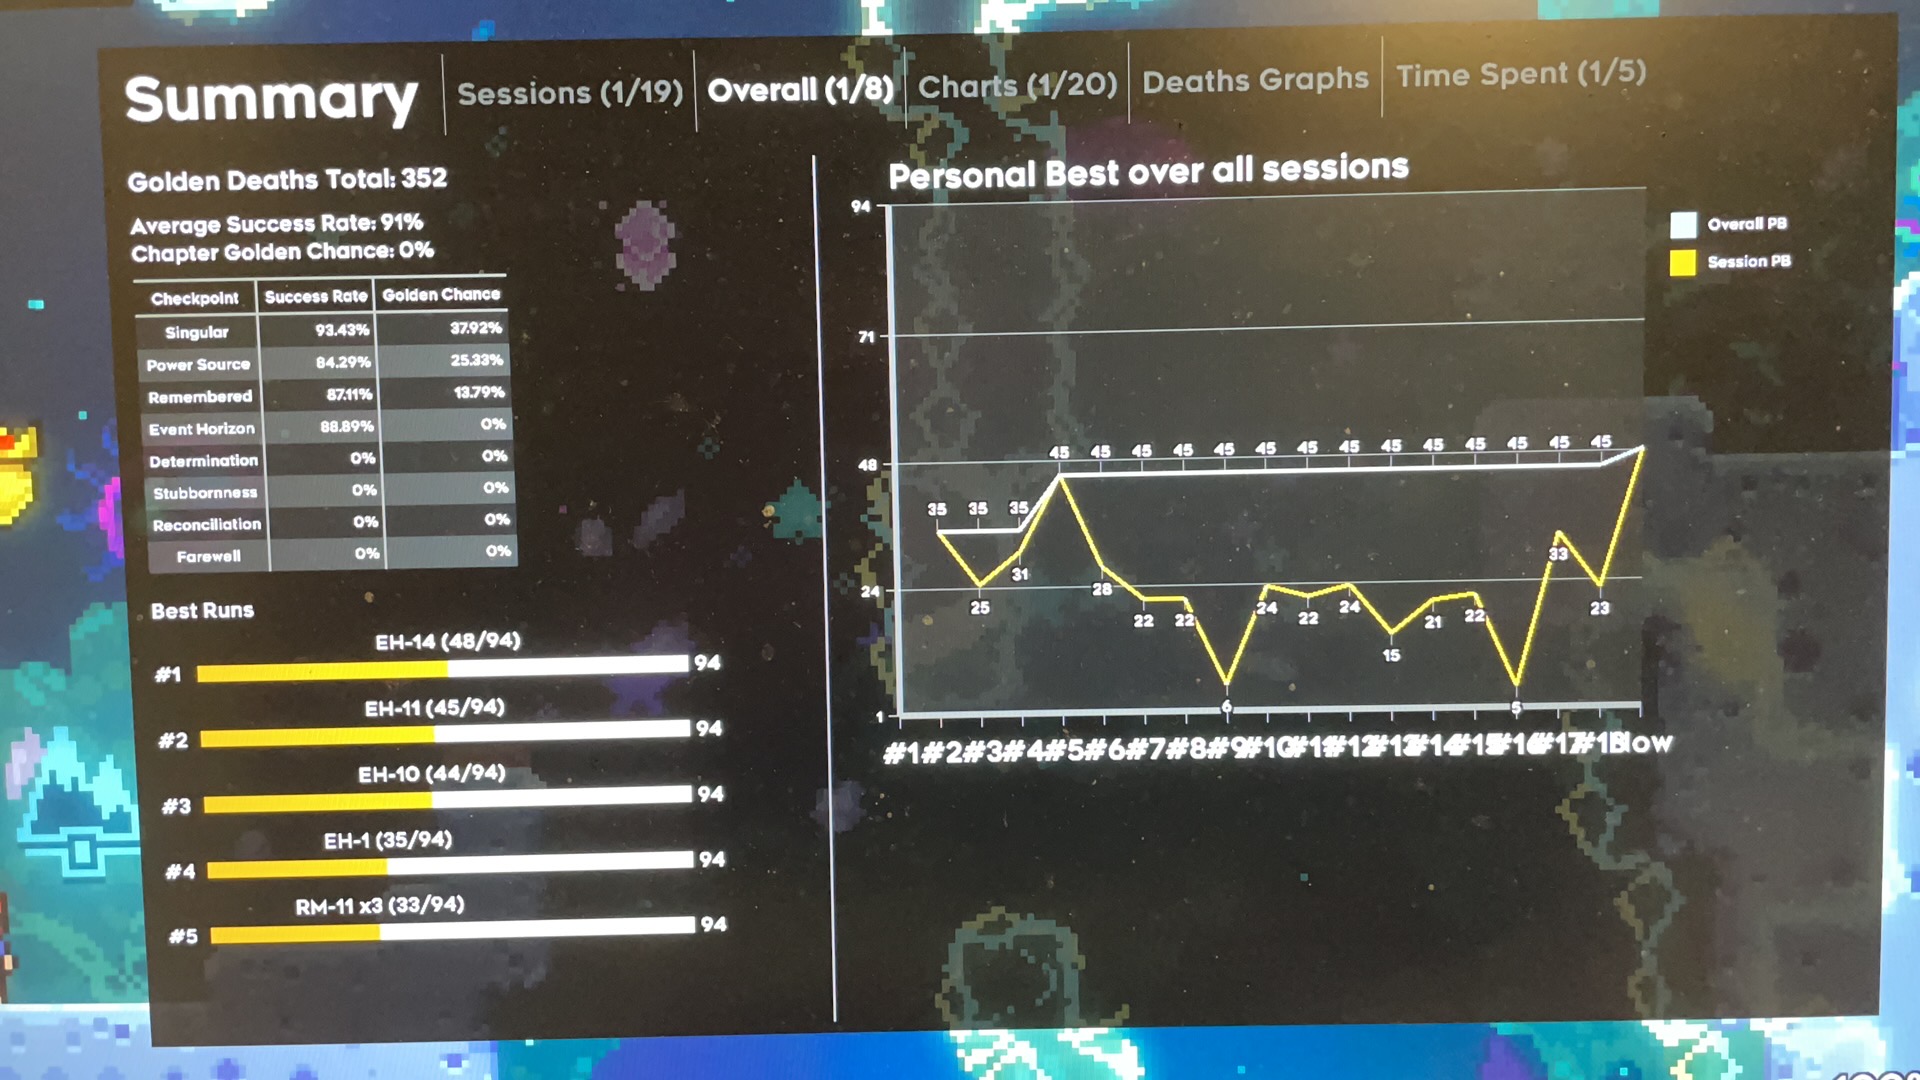 Summary
Sessions (1/19)
Overall (1/8)
Charts (1/20)
Deaths Graphs
Time Spent (1/5)
Golden Deaths Total: 352
Average Success Rate: 91%
Chapter Golden Chance: 0%
Checkpoint Success Rate Golden Chance
Singular 93.43% 37.92%
Power Source 84.29% 25.33%
Remembered 87.11% 13.79%
Event Horizon 88.89% 0%
Determination 0% 0%
Stubbornness 0% 0%
Reconciliation 0% 0%
Farewell 0% 0%
Best Runs
EH-14 (48/94)
#1 94
EH-11 (45/94)
#2 94
EH-10 (44/94)
#3 94
EH-1 (35/94)
#4 94
RM-11 x3 (33/94)
#5 94
Personal Best over all sessions
94
71
48
24
1
Overall PB
Session PB
45 45 45 45 45 45 45 45 45 45 45 45 45 45
35 35 35
31
25
28
22
22
6
24
22
24
15
21
22
5
33
23
#1 #2 #3 #4 #5 #6 #7 #8 #9 #10 #11 #12 #13 #14 #15 #16 #17 #18 Now